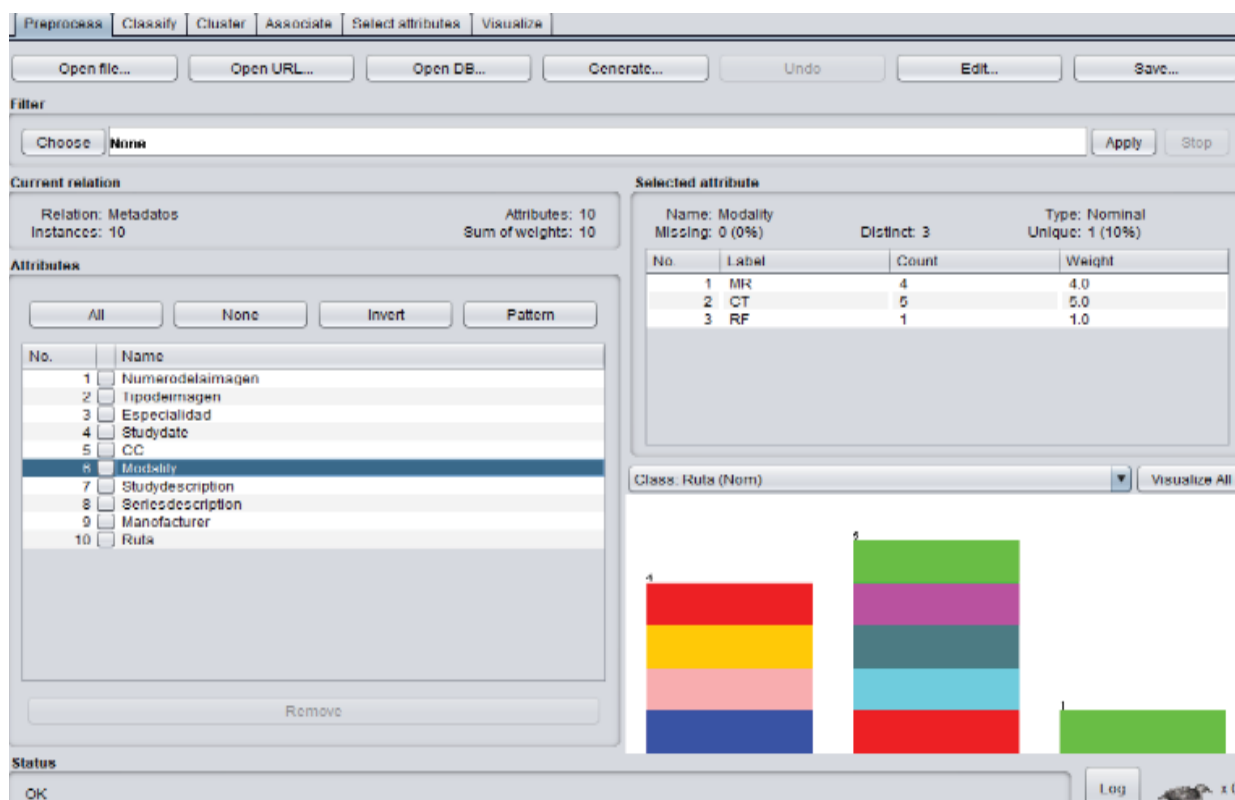 Preprocess Classify Cluster Associate Select attributes Visualize
Open file... Open URL... Open DB... Generate... Undo Edit... Save...
Filter
Choose None Apply Stop
Current relation
Relation: Metadatos Attributes: 10
Instances: 10 Sum of weights: 10
Attributes
All None Invert Pattern
No. Name
1 Numerodelaimagen
2 Tipodeimagen
3 Especialidad
4 Studydate
5 CC
6 Modality
7 Studydescription
8 Seriesdescription
9 Manofacturer
10 Ruta
Remove
Selected attribute
Name: Modality Type: Nominal
Missing: 0 (0%) Distinct: 3 Unique: 1 (10%)
No. Label Count Weight
1 MR 4 4.0
2 CT 5 5.0
3 RF 1 1.0
Class: Ruta (Nom) Visualize All
4
5
1
Status
OK
Log